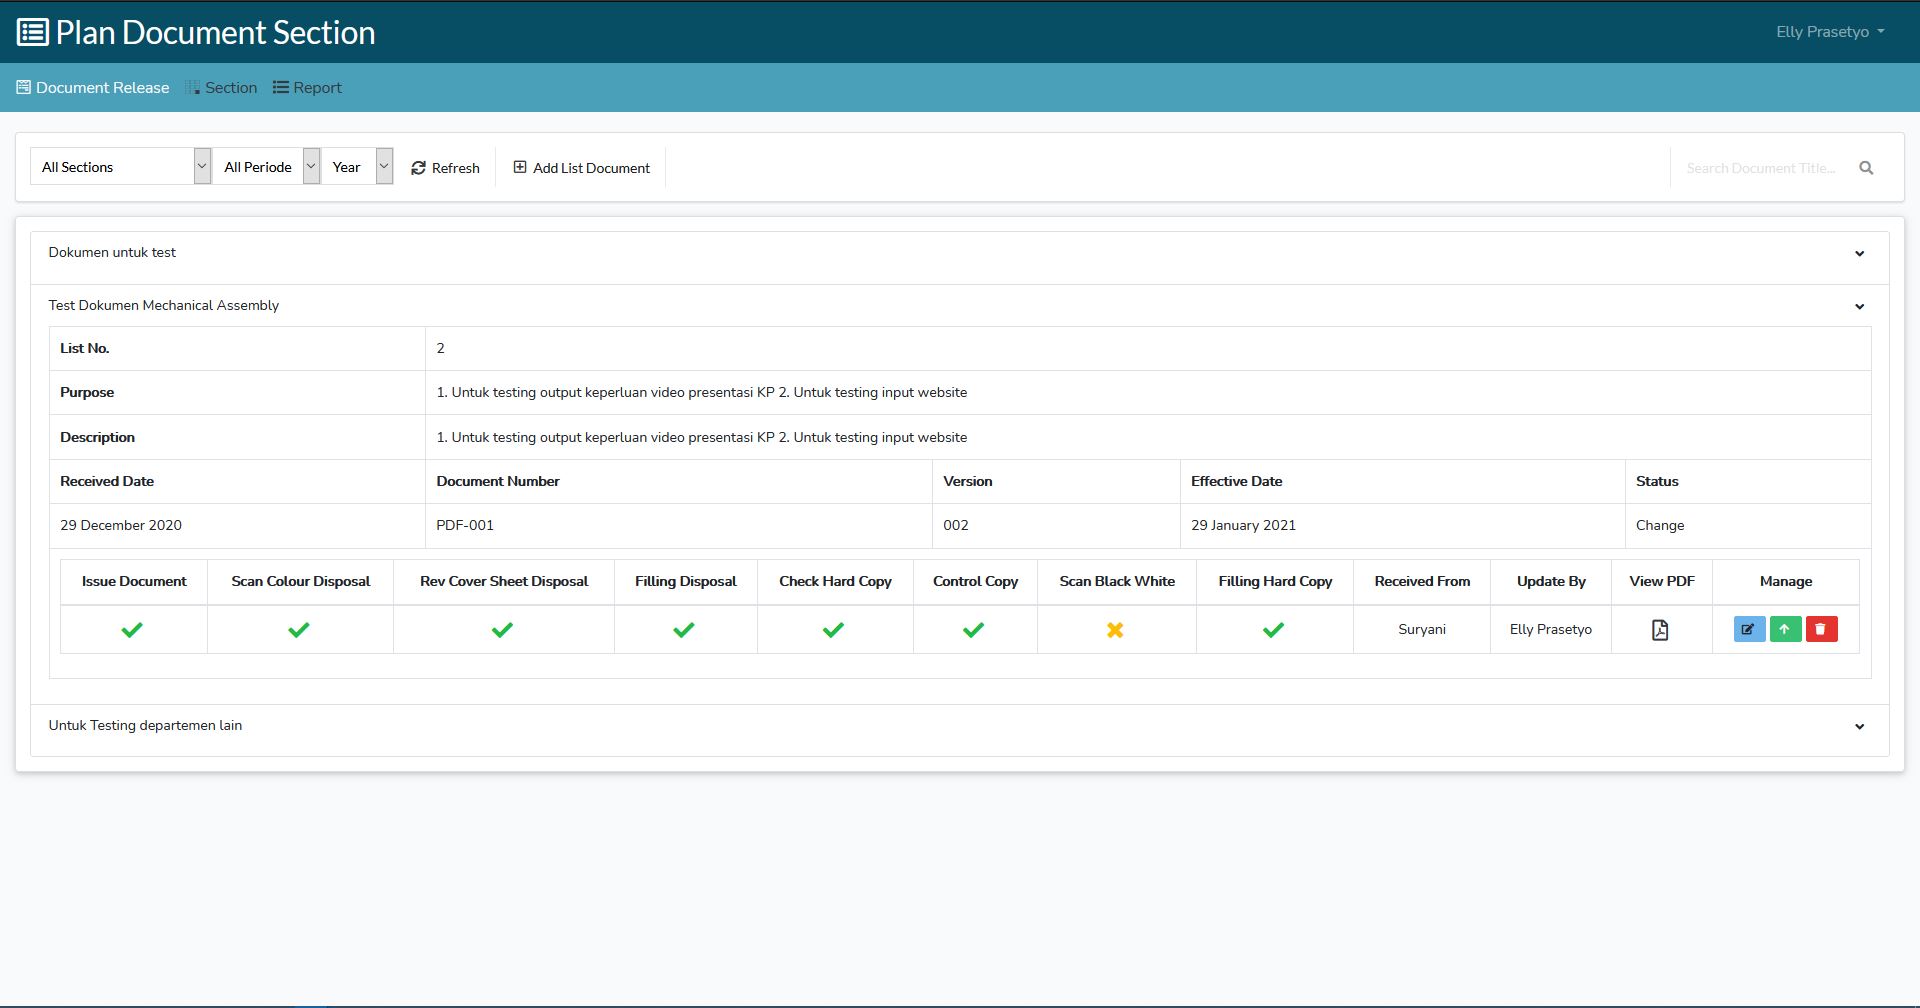 Plan Document Section
Elly Prasetyo
Document Release Section Report
All Sections All Periode Year Refresh Add List Document Search Document Title...
Dokumen untuk test
Test Dokumen Mechanical Assembly
List No. 2
Purpose 1. Untuk testing output keperluan video presentasi KP 2. Untuk testing input website
Description 1. Untuk testing output keperluan video presentasi KP 2. Untuk testing input website
Received Date Document Number Version Effective Date Status
29 December 2020 PDF-001 002 29 January 2021 Change
Issue Document Scan Colour Disposal Rev Cover Sheet Disposal Filling Disposal Check Hard Copy Control Copy Scan Black White Filling Hard Copy Received From Update By View PDF Manage
Suryani Elly Prasetyo
Untuk Testing departemen lain